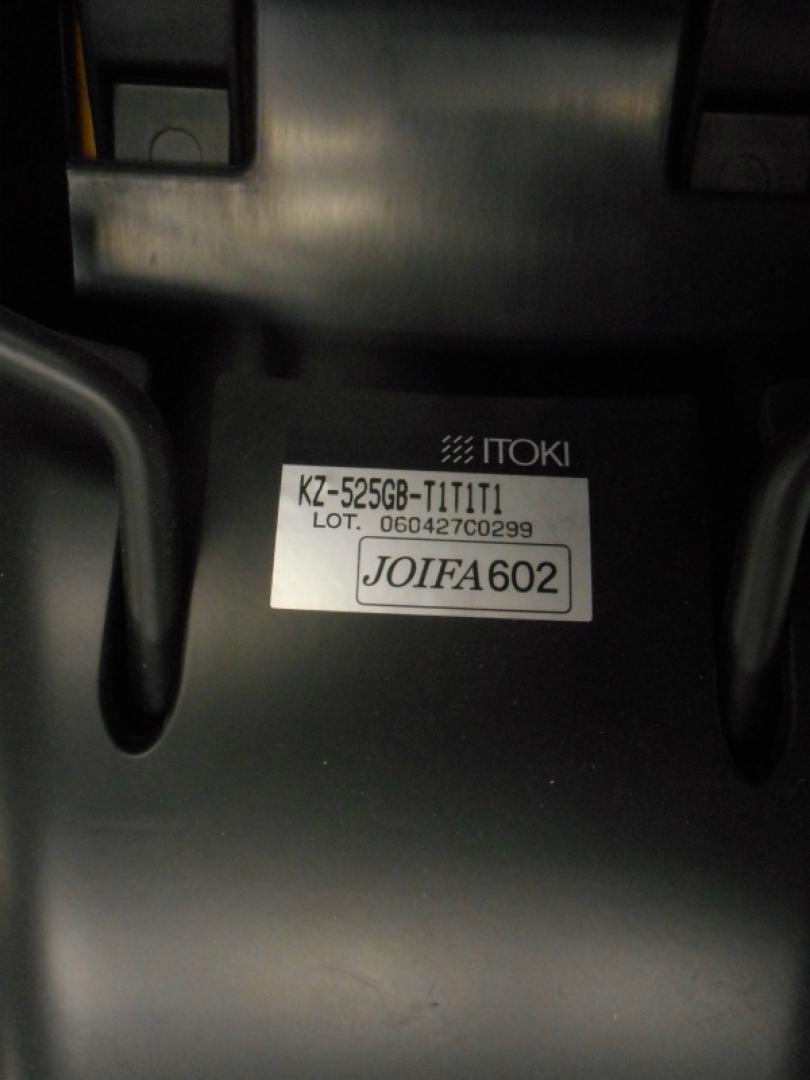 ITOKI
KZ-525GB-T1T1T1
LOT. 060427C0299
JOIFA602